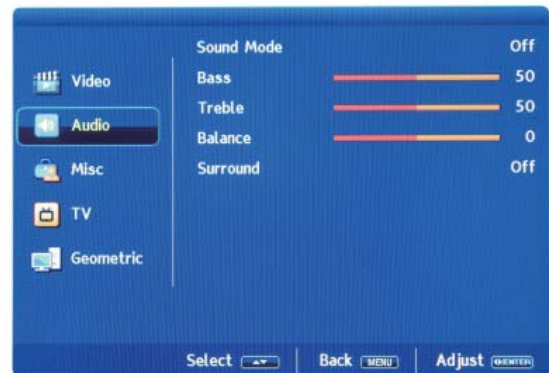 Video
Audio
Misc
TV
Geometric
Sound Mode Off
Bass 50
Treble 50
Balance 0
Surround Off
Select Back MENU Adjust ENTER